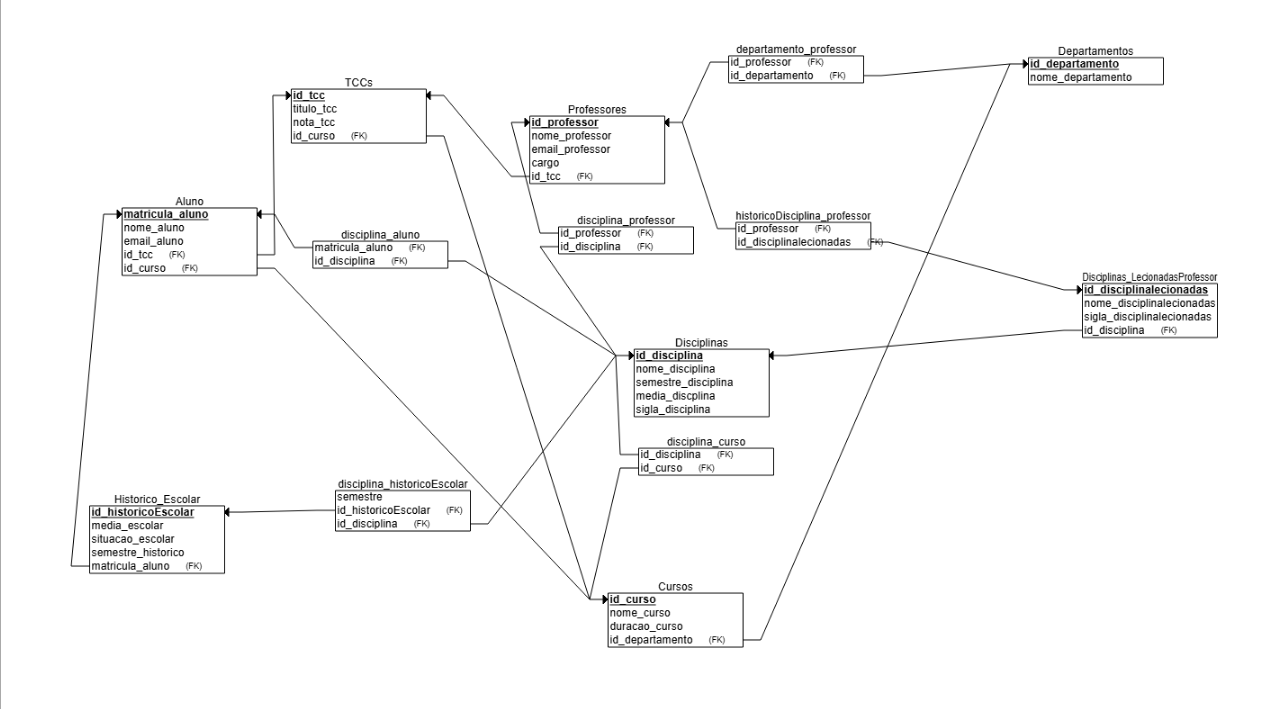 departamento_professor
id_professor (FK)
id_departamento (FK)
Departamentos
id_departamento
nome_departamento
TCCs
id_tcc
titulo_tcc
nota_tcc
id_curso (FK)
Professores
id_professor
nome_professor
email_professor
cargo
id_tcc (FK)
Aluno
matricula_aluno
nome_aluno
email_aluno
id_tcc (FK)
id_curso (FK)
disciplina_aluno
matricula_aluno (FK)
id_disciplina (FK)
disciplina_professor
id_professor (FK)
id_disciplina (FK)
historicoDisciplina_professor
id_professor (FK)
id_disciplinalecionadas (FK)
Disciplinas_LecionadasProfessor
id_disciplinalecionadas
nome_disciplinalecionadas
sigla_disciplinalecionadas
id_disciplina (FK)
Disciplinas
id_disciplina
nome_disciplina
semestre_disciplina
media_discplina
sigla_disciplina
disciplina_curso
id_disciplina (FK)
id_curso (FK)
disciplina_historicoEscolar
semestre
id_historicoEscolar (FK)
id_disciplina (FK)
Historico_Escolar
id_historicoEscolar
media_escolar
situacao_escolar
semestre_historico
matricula_aluno (FK)
Cursos
id_curso
nome_curso
duracao_curso
id_departamento (FK)